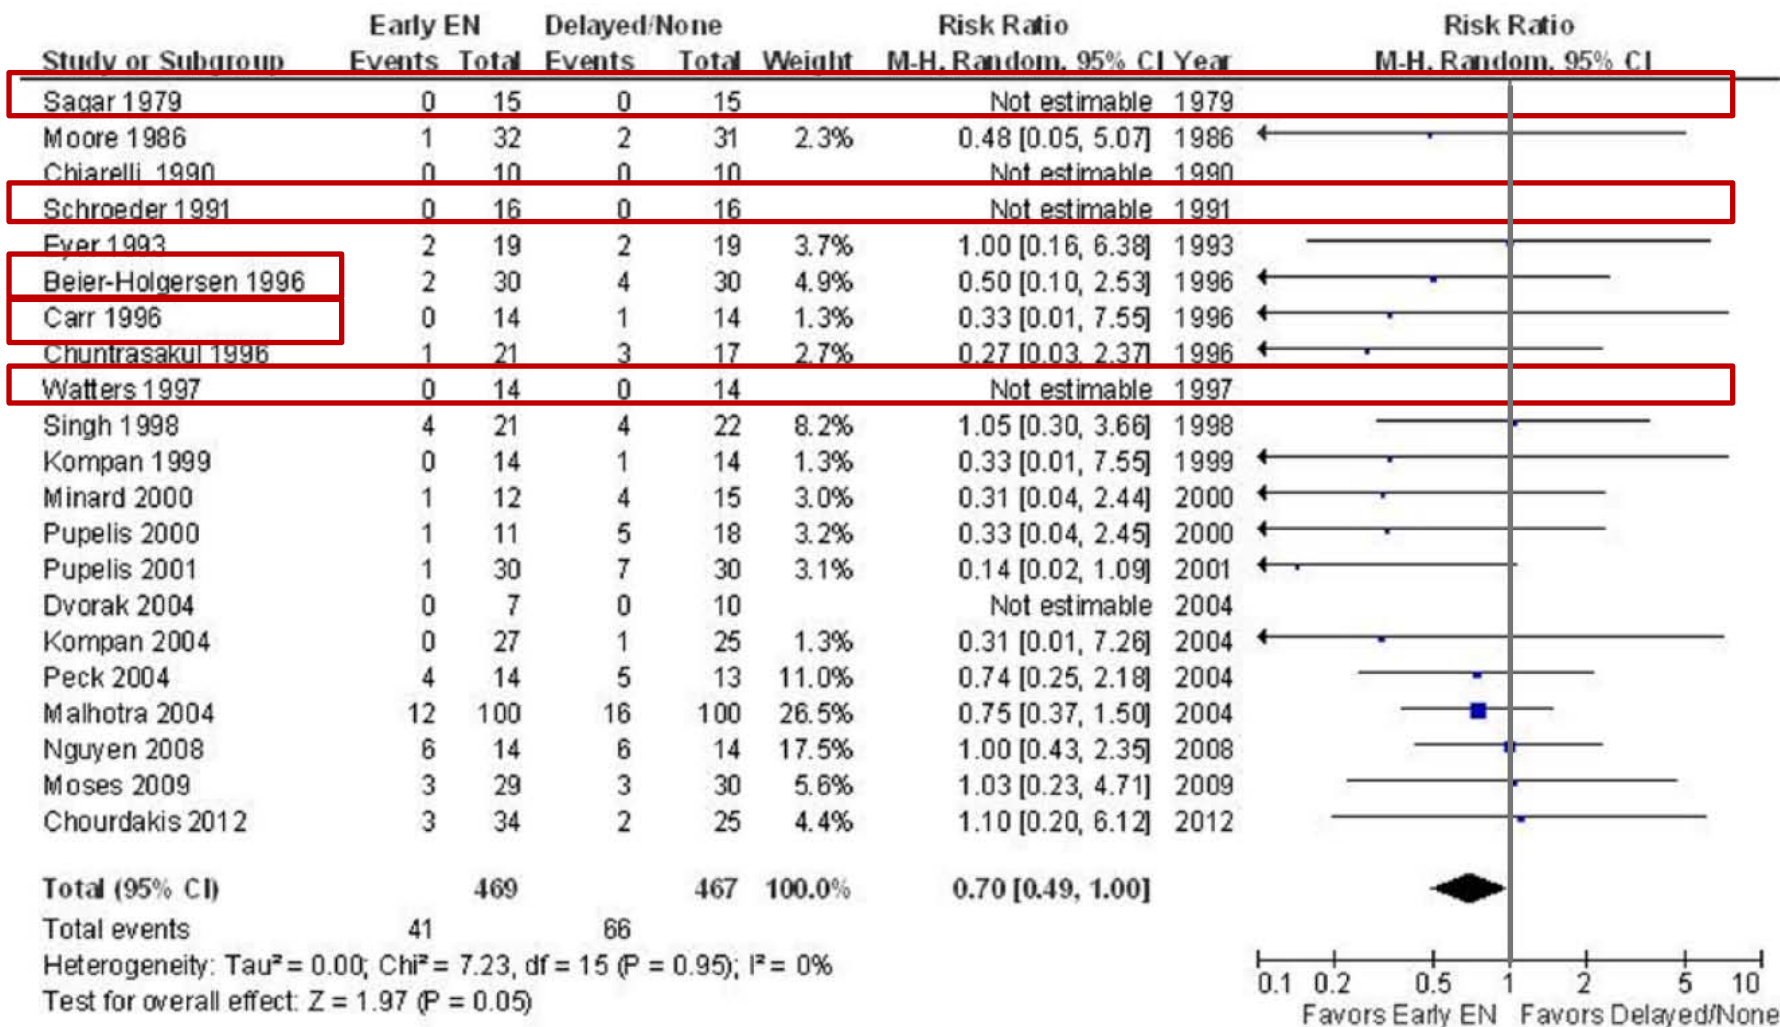 Early EN Delayed/None Risk Ratio Risk Ratio
Study or Subgroup Events Total Events Total Weight M-H, Random, 95% CI Year M-H, Random, 95% CI
Sagar 1979 0 15 0 15 Not estimable 1979
Moore 1986 1 32 2 31 2.3% 0.48 [0.05, 5.07] 1986
Chiarelli 1990 0 10 0 10 Not estimable 1990
Schroeder 1991 0 16 0 16 Not estimable 1991
Eyer 1993 2 19 2 19 3.7% 1.00 [0.16, 6.38] 1993
Beier-Holgersen 1996 2 30 4 30 4.9% 0.50 [0.10, 2.53] 1996
Carr 1996 0 14 1 14 1.3% 0.33 [0.01, 7.55] 1996
Chuntrasakul 1996 1 21 3 17 2.7% 0.27 [0.03, 2.37] 1996
Watters 1997 0 14 0 14 Not estimable 1997
Singh 1998 4 21 4 22 8.2% 1.05 [0.30, 3.66] 1998
Kompan 1999 0 14 1 14 1.3% 0.33 [0.01, 7.55] 1999
Minard 2000 1 12 4 15 3.0% 0.31 [0.04, 2.44] 2000
Pupelis 2000 1 11 5 18 3.2% 0.33 [0.04, 2.45] 2000
Pupelis 2001 1 30 7 30 3.1% 0.14 [0.02, 1.09] 2001
Dvorak 2004 0 7 0 10 Not estimable 2004
Kompan 2004 0 27 1 25 1.3% 0.31 [0.01, 7.26] 2004
Peck 2004 4 14 5 13 11.0% 0.74 [0.25, 2.18] 2004
Malhotra 2004 12 100 16 100 26.5% 0.75 [0.37, 1.50] 2004
Nguyen 2008 6 14 6 14 17.5% 1.00 [0.43, 2.35] 2008
Moses 2009 3 29 3 30 5.6% 1.03 [0.23, 4.71] 2009
Chourdakis 2012 3 34 2 25 4.4% 1.10 [0.20, 6.12] 2012
Total (95% CI) 469 467 100.0% 0.70 [0.49, 1.00]
Total events 41 66
Heterogeneity: Tau² = 0.00; Chi² = 7.23, df = 15 (P = 0.95); I² = 0%
Test for overall effect: Z = 1.97 (P = 0.05)
0.1 0.2 0.5 1 2 5 10
Favors Early EN Favors Delayed/None